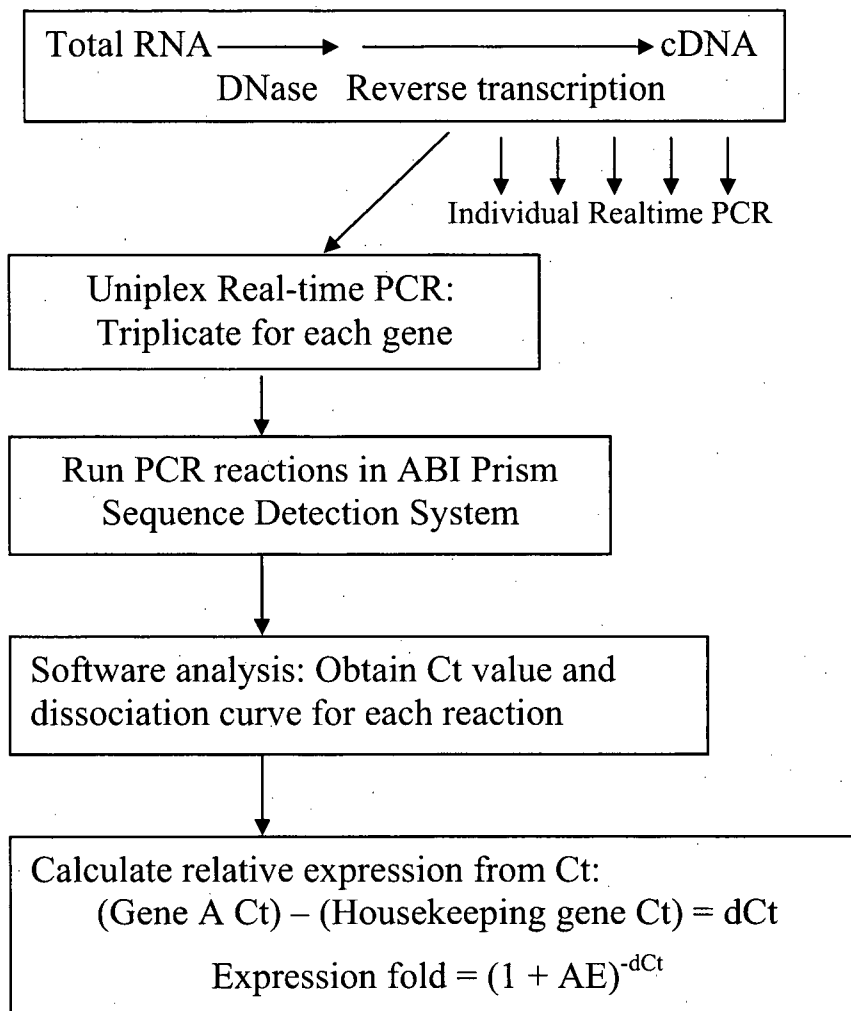 Total RNA cDNA
DNase Reverse transcription
Individual Realtime PCR
Uniplex Real-time PCR:
Triplicate for each gene
Run PCR reactions in ABI Prism
Sequence Detection System
Software analysis: Obtain Ct value and
dissociation curve for each reaction
Calculate relative expression from Ct:
(Gene A Ct) – (Housekeeping gene Ct) = dCt
Expression fold = (1 + AE)^-dCt